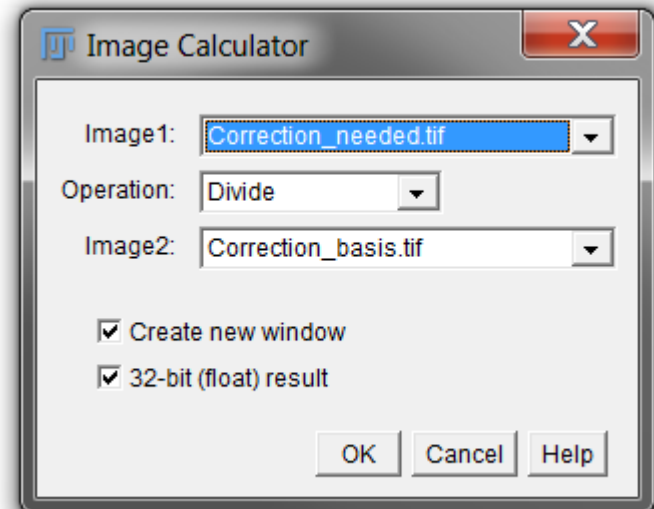 Image Calculator
Image1: Correction_needed.tif
Operation: Divide
Image2: Correction_basis.tif
Create new window
32-bit (float) result
OK Cancel Help